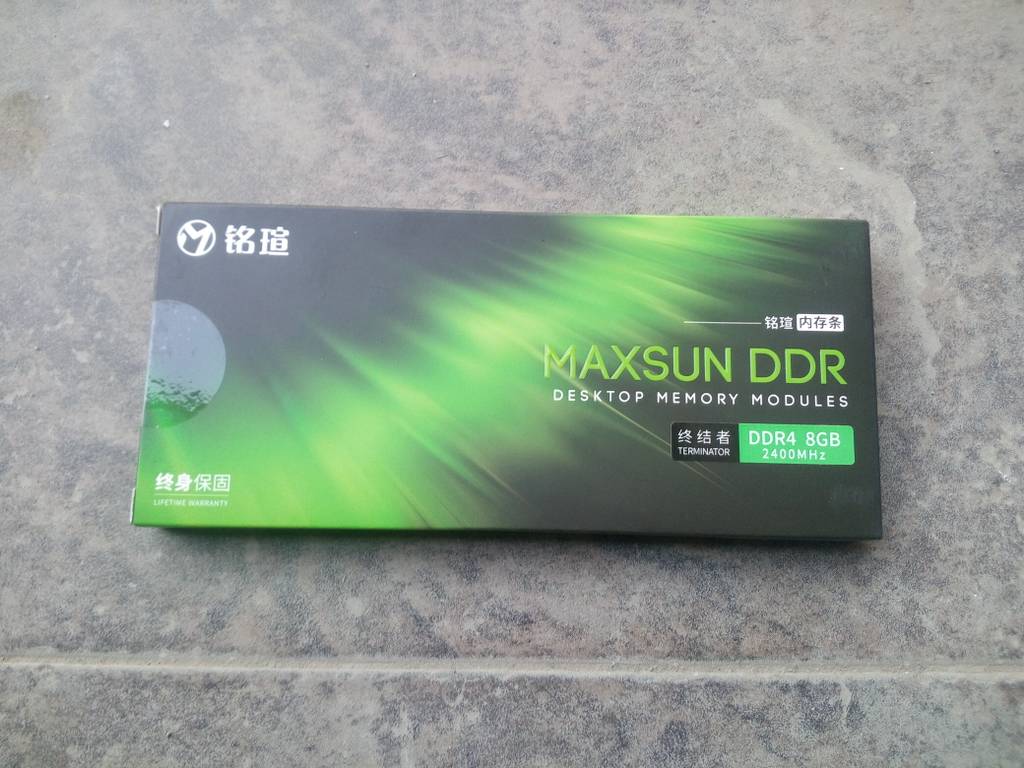 铭瑄
铭瑄 内存条
MAXSUN DDR
DESKTOP MEMORY MODULES
终结者 DDR4 8GB
TERMINATOR 2400MHz
终身保固
LIFETIME WARRANTY